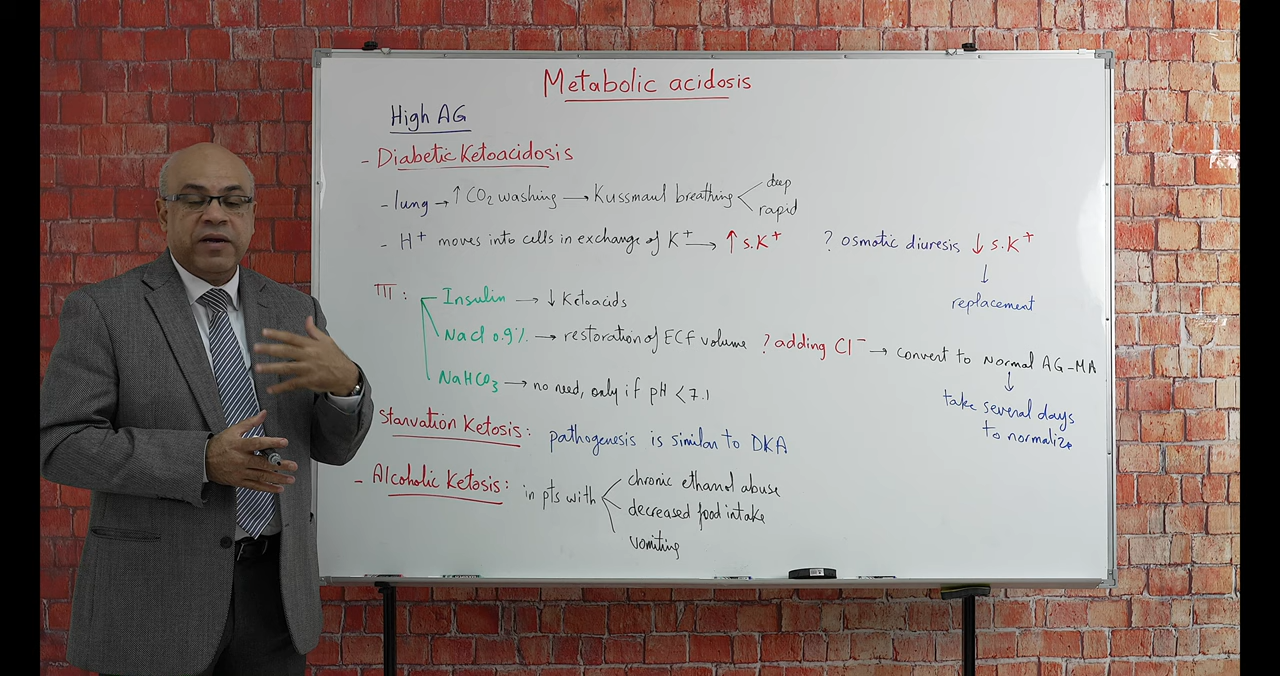 Metabolic acidosis
High AG
- Diabetic Ketoacidosis
- lung → ↑ CO2 washing → Kussmaul breathing < deep
rapid
- H+ moves into cells in exchange of K+ → ↑ s.K+ ? osmotic diuresis ↓ s.K+
↓
replacement
TTT : Insulin → ↓ Ketoacids
NaCl 0.9% → restoration of ECF volume ? adding Cl- → convert to Normal AG-MA
↓
take several days
to normalize
NaHCO3 → no need, only if pH < 7.1
Starvation Ketosis : pathogenesis is similar to DKA
- Alcoholic Ketosis : in pts with < chronic ethanol abuse
decreased food intake
vomiting